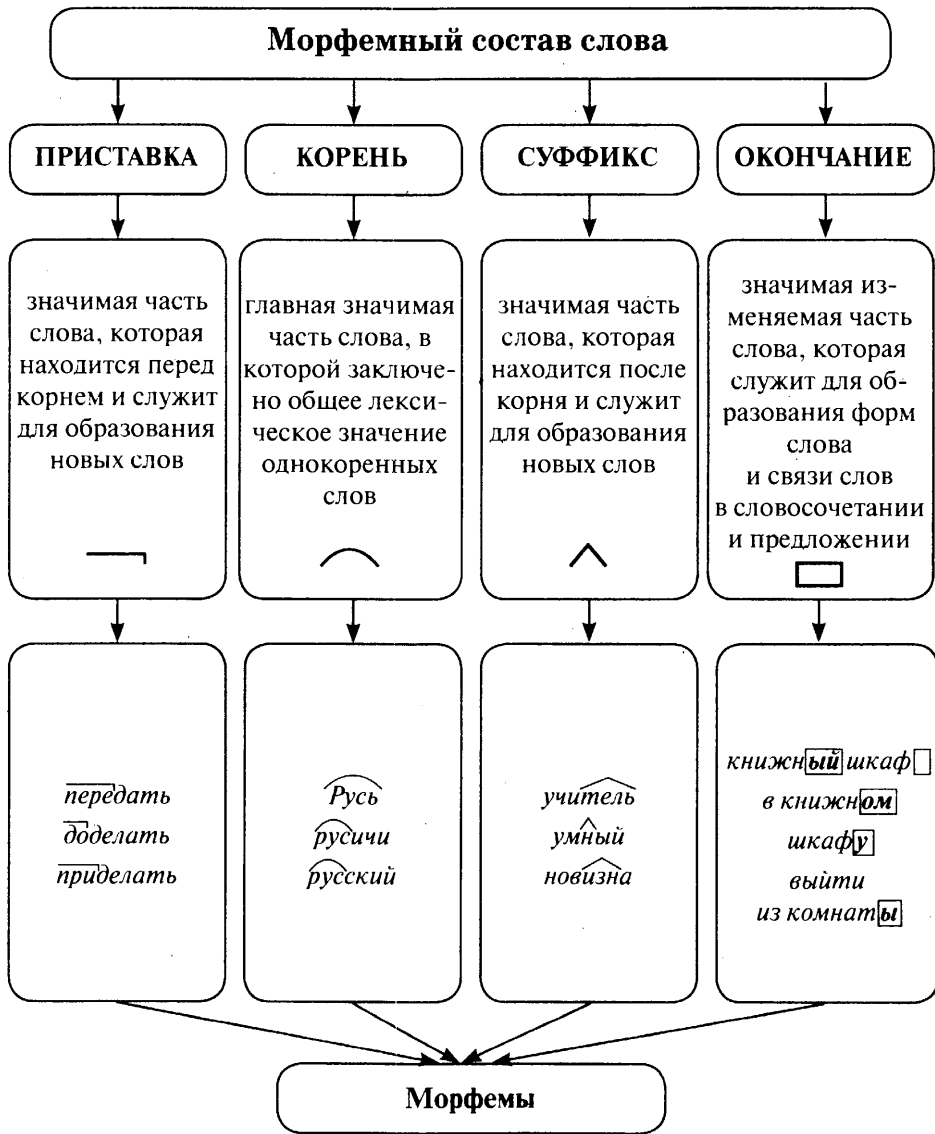 Морфемный состав слова
ПРИСТАВКА
КОРЕНЬ
СУФФИКС
ОКОНЧАНИЕ
значимая часть
слова, которая
находится перед
корнем и служит
для образования
новых слов
главная значимая
часть слова, в
которой заключе-
но общее лекси-
ческое значение
однокоренных
слов
значимая часть
слова, которая
находится после
корня и служит
для образования
новых слов
значимая из-
меняемая часть
слова, которая
служит для об-
разования форм
слова
и связи слов
в словосочетании
и предложении
передать
доделать
приделать
Русь
русичи
русский
учитель
умный
новизна
книжный шкаф
в книжном
шкафу
выйти
из комнаты
Морфемы